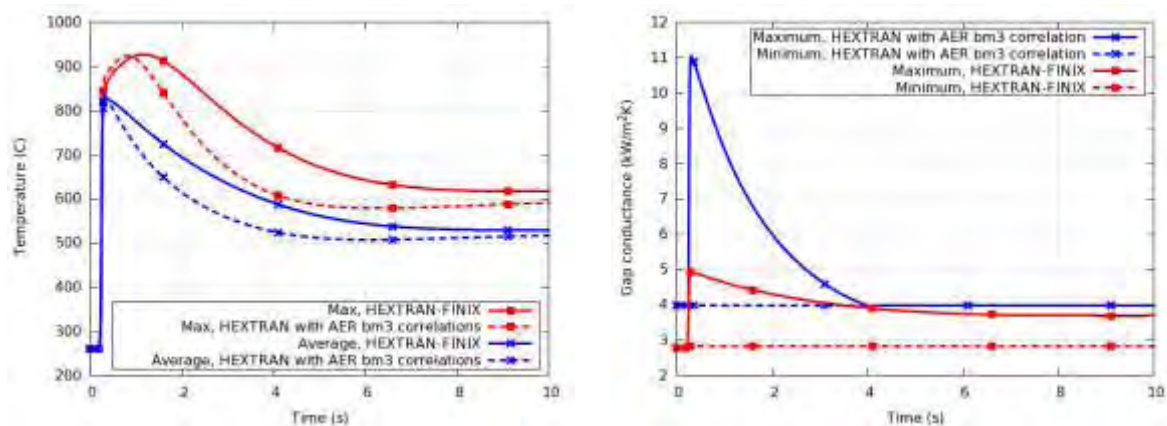 1000
900
800
700
600
500
400
300
200
Temperature (C)
0 2 4 6 8 10
Time (s)
Max, HEXTRAN-FINIX
Max, HEXTRAN with AER bm3 correlations
Average, HEXTRAN-FINIX
Average, HEXTRAN with AER bm3 correlations
12
11
10
9
8
7
6
5
4
3
2
Gap conductance (kW/m²K)
0 2 4 6 8 10
Time (s)
Maximum, HEXTRAN with AER bm3 correlation
Minimum, HEXTRAN with AER bm3 correlation
Maximum, HEXTRAN-FINIX
Minimum, HEXTRAN-FINIX